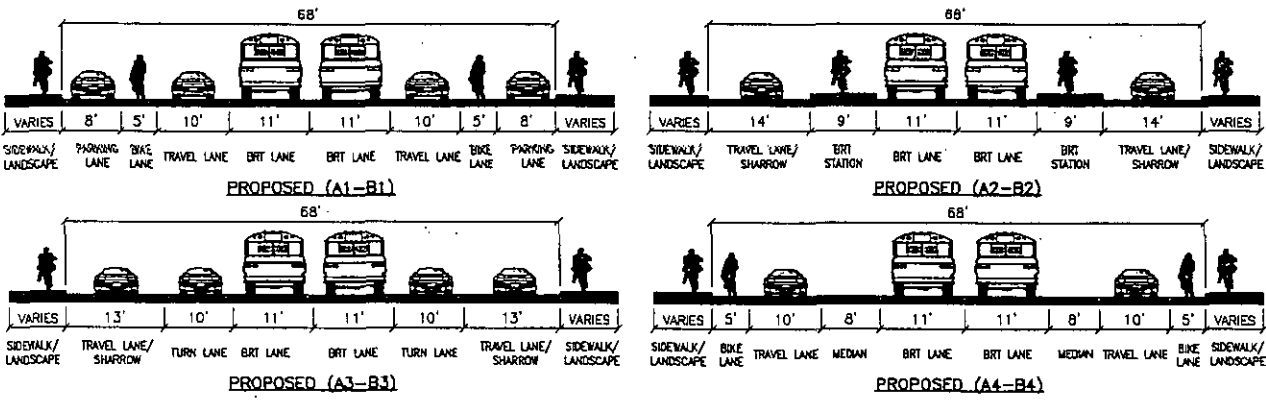 68'
VARIES 8' 5' 10' 11' 11' 10' 5' 8' VARIES
SIDEWALK/ PARKING BIKE TRAVEL LANE BRT LANE BRT LANE TRAVEL LANE BIKE PARKING SIDEWALK/
LANDSCAPE LANE LANE LANE LANE LANDSCAPE
PROPOSED (A1-B1)
68'
VARIES 14' 9' 11' 11' 9' 14' VARIES
SIDEWALK/ TRAVEL LANE/ BRT BRT LANE BRT LANE BRT TRAVEL LANE/ SIDEWALK/
LANDSCAPE SHARROW STATION STATION SHARROW LANDSCAPE
PROPOSED (A2-B2)
68'
VARIES 13' 10' 11' 11' 10' 13' VARIES
SIDEWALK/ TRAVEL LANE/ TURN LANE BRT LANE BRT LANE TURN LANE TRAVEL LANE/ SIDEWALK/
LANDSCAPE SHARROW SHARROW LANDSCAPE
PROPOSED (A3-B3)
68'
VARIES 5' 10' 8' 11' 11' 8' 10' 5' VARIES
SIDEWALK/ BIKE TRAVEL LANE MEDIAN BRT LANE BRT LANE MEDIAN TRAVEL LANE BIKE SIDEWALK/
LANDSCAPE LANE LANE LANDSCAPE
PROPOSED (A4-B4)